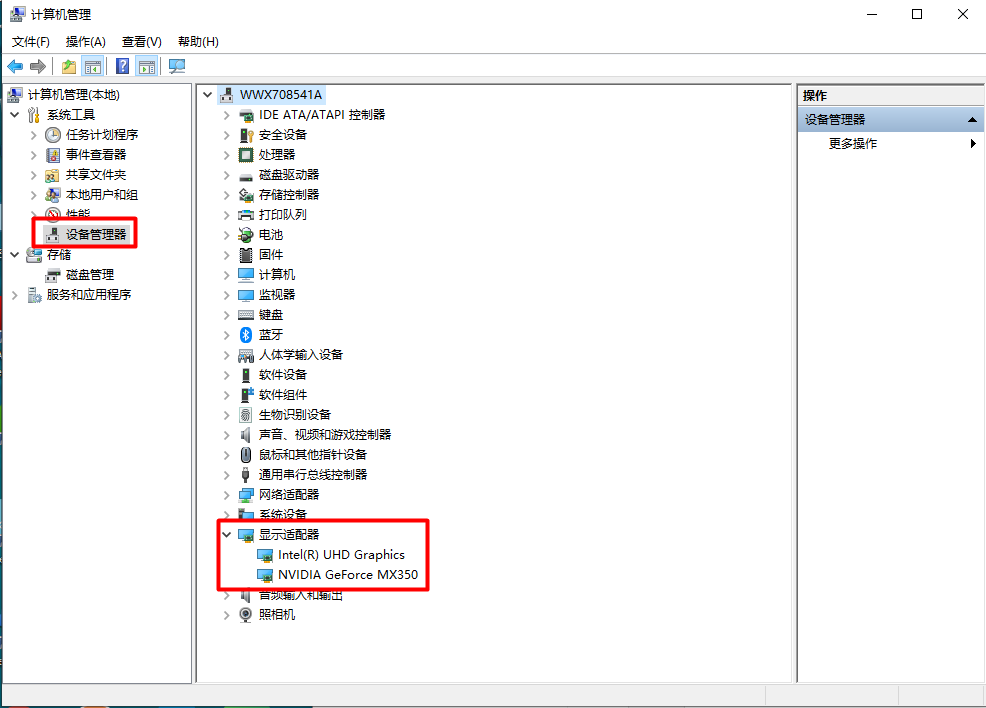 计算机管理
文件(F) 操作(A) 查看(V) 帮助(H)
计算机管理(本地)
系统工具
任务计划程序
事件查看器
共享文件夹
本地用户和组
性能
设备管理器
存储
磁盘管理
服务和应用程序
WWX708541A
IDE ATA/ATAPI 控制器
安全设备
处理器
磁盘驱动器
存储控制器
打印队列
电池
固件
计算机
监视器
键盘
蓝牙
人体学输入设备
软件设备
软件组件
生物识别设备
声音、视频和游戏控制器
鼠标和其他指针设备
通用串行总线控制器
网络适配器
系统设备
显示适配器
Intel(R) UHD Graphics
NVIDIA GeForce MX350
音频输入和输出
照相机
操作
设备管理器
更多操作